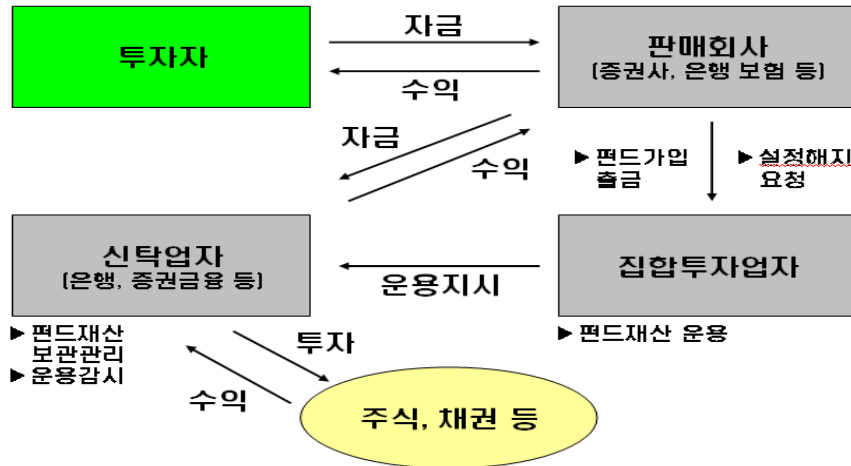 자금
투자자
판매회사
(증권사, 은행 보험 등)
수익
자금
수익
▶ 펀드가입
출금
▶ 설정해지
요청
신탁업자
(은행, 증권금융 등)
운용지시
집합투자업자
▶ 펀드재산
보관관리
▶ 운용감시
투자
▶ 펀드재산 운용
수익
주식, 채권 등